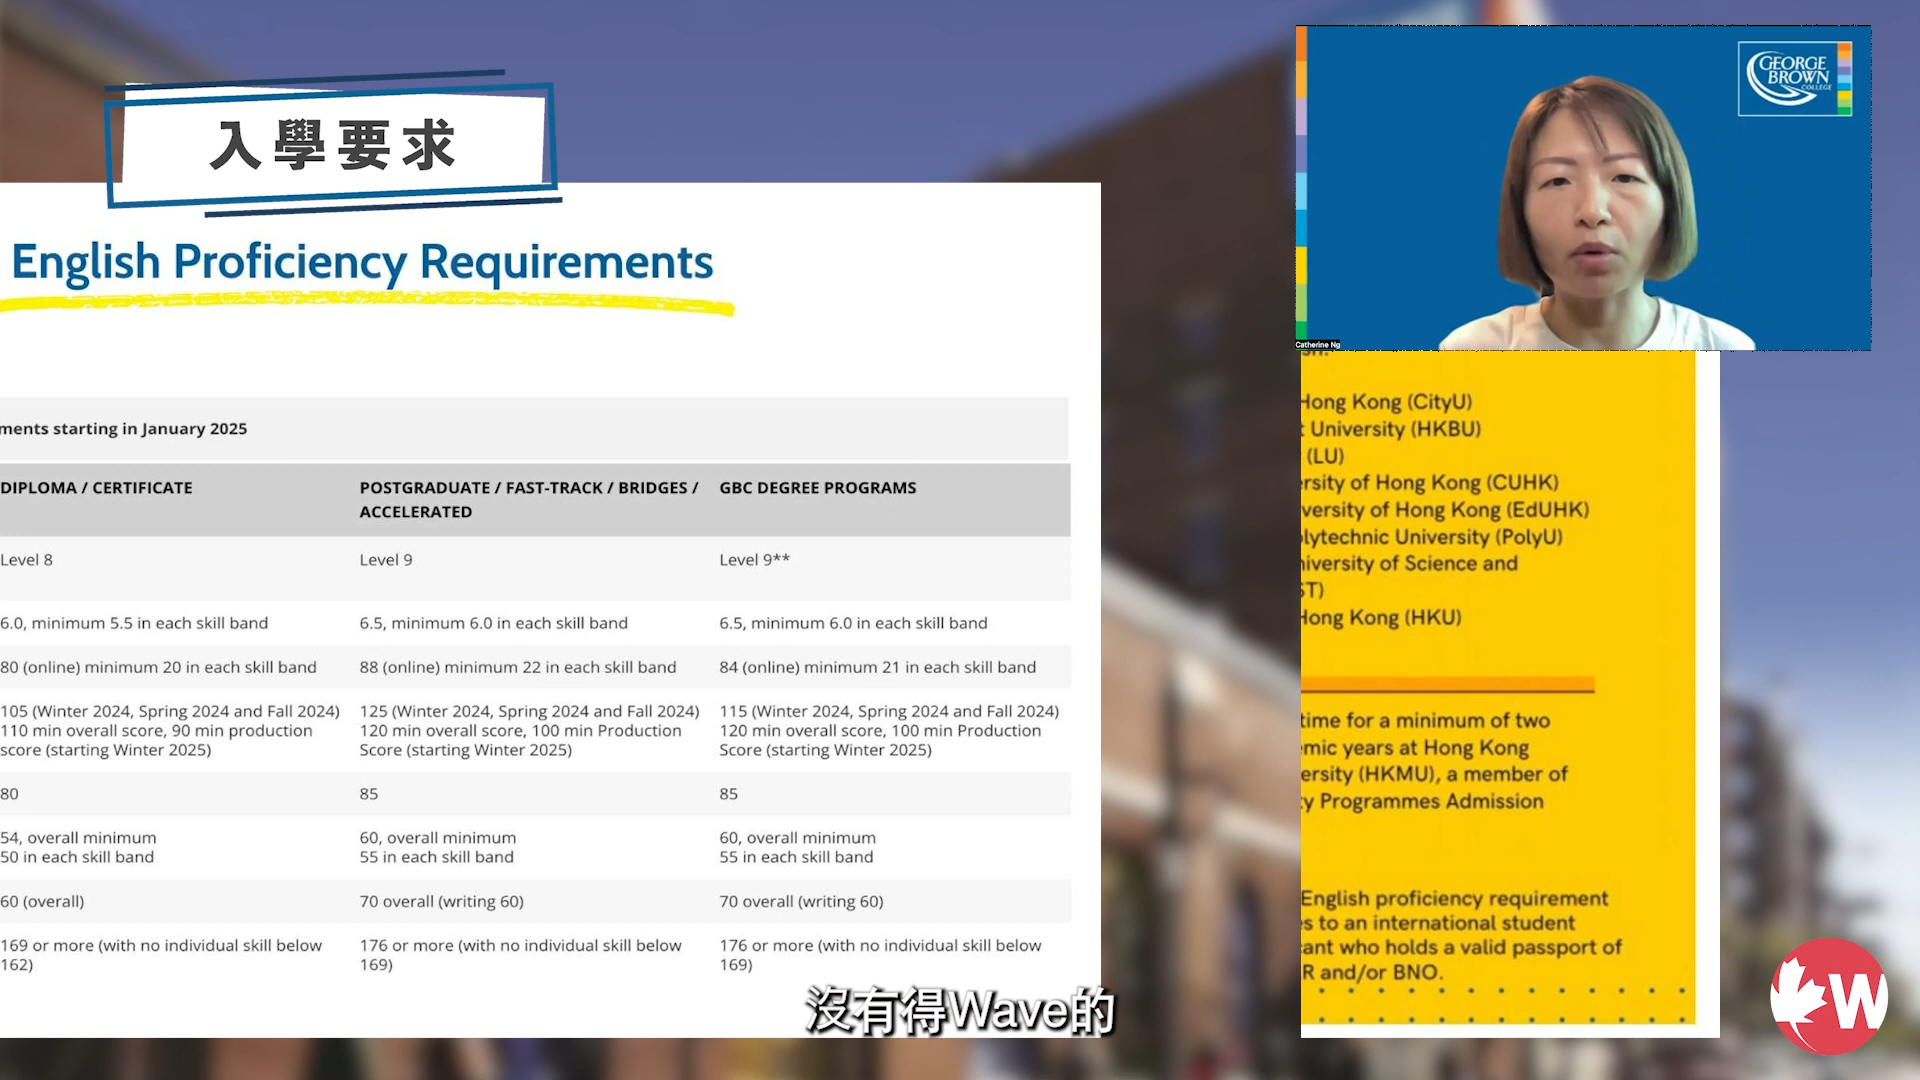 入學要求
English Proficiency Requirements
ments starting in January 2025
DIPLOMA / CERTIFICATE
POSTGRADUATE / FAST-TRACK / BRIDGES /
ACCELERATED
GBC DEGREE PROGRAMS
Level 8
Level 9
Level 9**
6.0, minimum 5.5 in each skill band
6.5, minimum 6.0 in each skill band
6.5, minimum 6.0 in each skill band
80 (online) minimum 20 in each skill band
88 (online) minimum 22 in each skill band
84 (online) minimum 21 in each skill band
105 (Winter 2024, Spring 2024 and Fall 2024)
110 min overall score, 90 min production
score (starting Winter 2025)
125 (Winter 2024, Spring 2024 and Fall 2024)
120 min overall score, 100 min Production
Score (starting Winter 2025)
115 (Winter 2024, Spring 2024 and Fall 2024)
120 min overall score, 100 min Production
Score (starting Winter 2025)
80
85
85
54, overall minimum
50 in each skill band
60, overall minimum
55 in each skill band
60, overall minimum
55 in each skill band
60 (overall)
70 overall (writing 60)
70 overall (writing 60)
169 or more (with no individual skill below
162)
176 or more (with no individual skill below
169)
176 or more (with no individual skill below
169)
GEORGE
BROWN
COLLEGE
Catherine Ng
Hong Kong (CityU)
University (HKBU)
(LU)
ersity of Hong Kong (CUHK)
versity of Hong Kong (EdUHK)
lytechnic University (PolyU)
niversity of Science and
ST)
Hong Kong (HKU)
time for a minimum of two
emic years at Hong Kong
ersity (HKMU), a member of
y Programmes Admission
English proficiency requirement
s to an international student
cant who holds a valid passport of
R and/or BNO.
沒有得Wave的
W